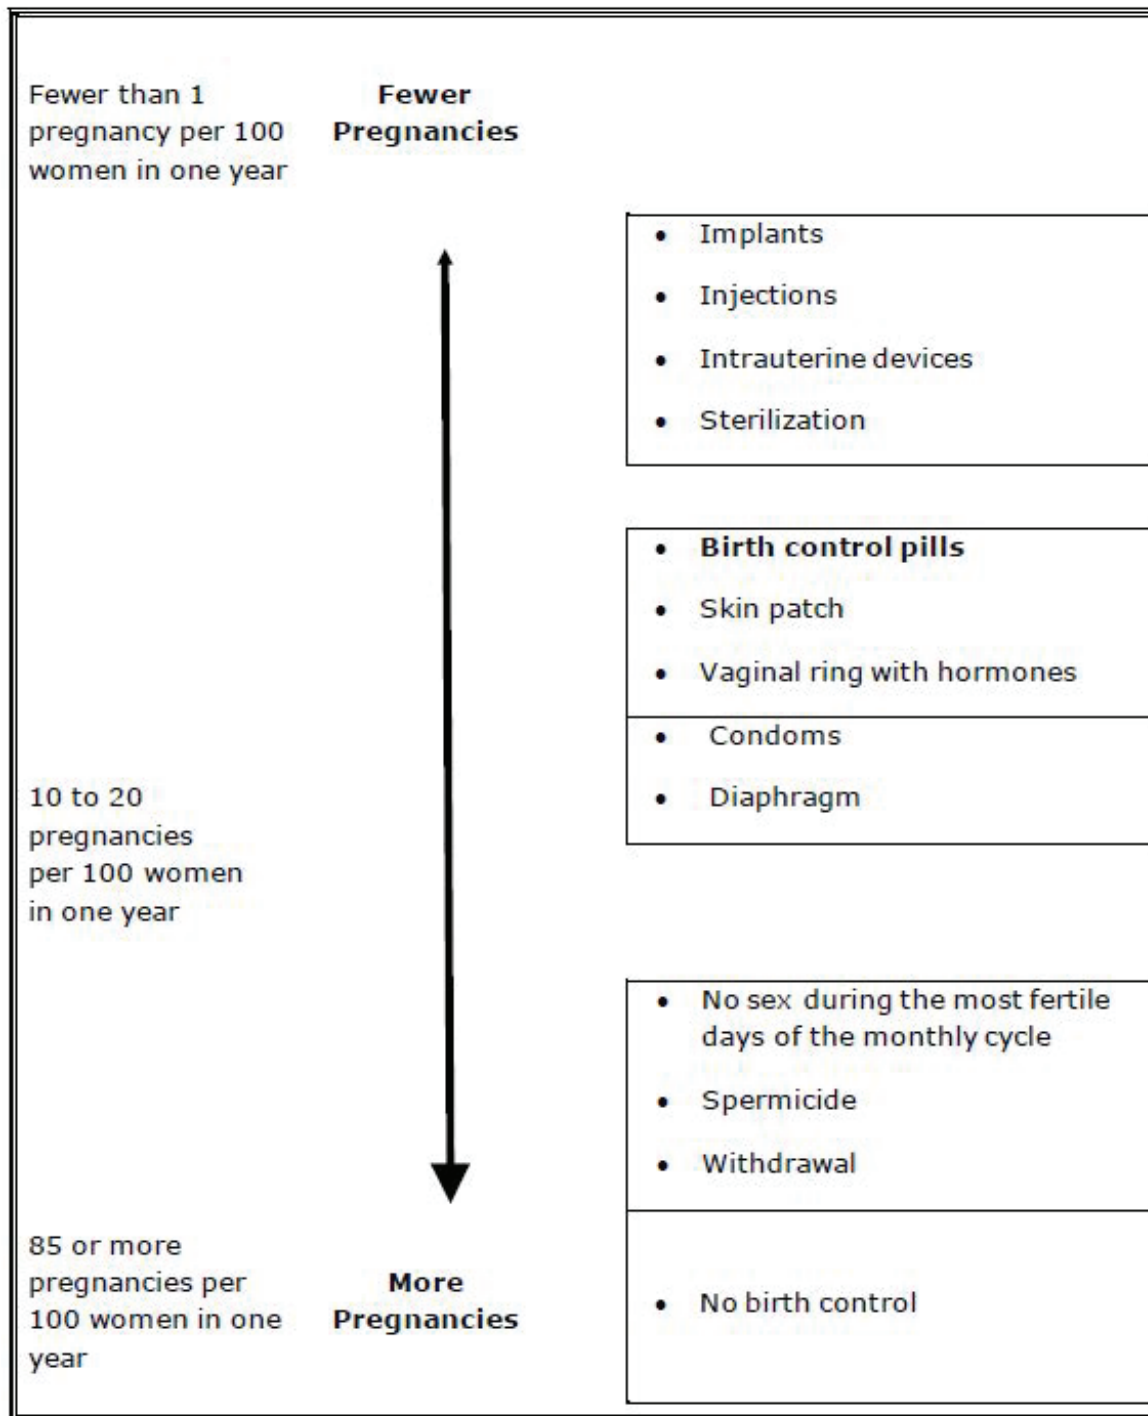 Fewer than 1
pregnancy per 100
women in one year
Fewer
Pregnancies
• Implants
• Injections
• Intrauterine devices
• Sterilization
• Birth control pills
• Skin patch
• Vaginal ring with hormones
• Condoms
• Diaphragm
10 to 20
pregnancies
per 100 women
in one year
• No sex during the most fertile
days of the monthly cycle
• Spermicide
• Withdrawal
85 or more
pregnancies per
100 women in one
year
More
Pregnancies
• No birth control